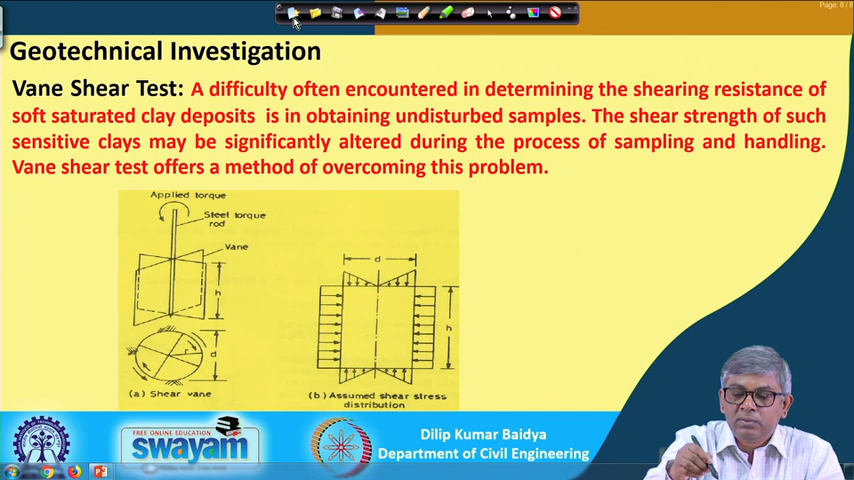 Page: 8 / 8
Geotechnical Investigation
Vane Shear Test: A difficulty often encountered in determining the shearing resistance of
soft saturated clay deposits is in obtaining undisturbed samples. The shear strength of such
sensitive clays may be significantly altered during the process of sampling and handling.
Vane shear test offers a method of overcoming this problem.
Applied torque
Steel torque
rod
Vane
h
d
r
(a) Shear vane
d
h
(b) Assumed shear stress
distribution
FREE ONLINE EDUCATION
swayam
Dilip Kumar Baidya
Department of Civil Engineering